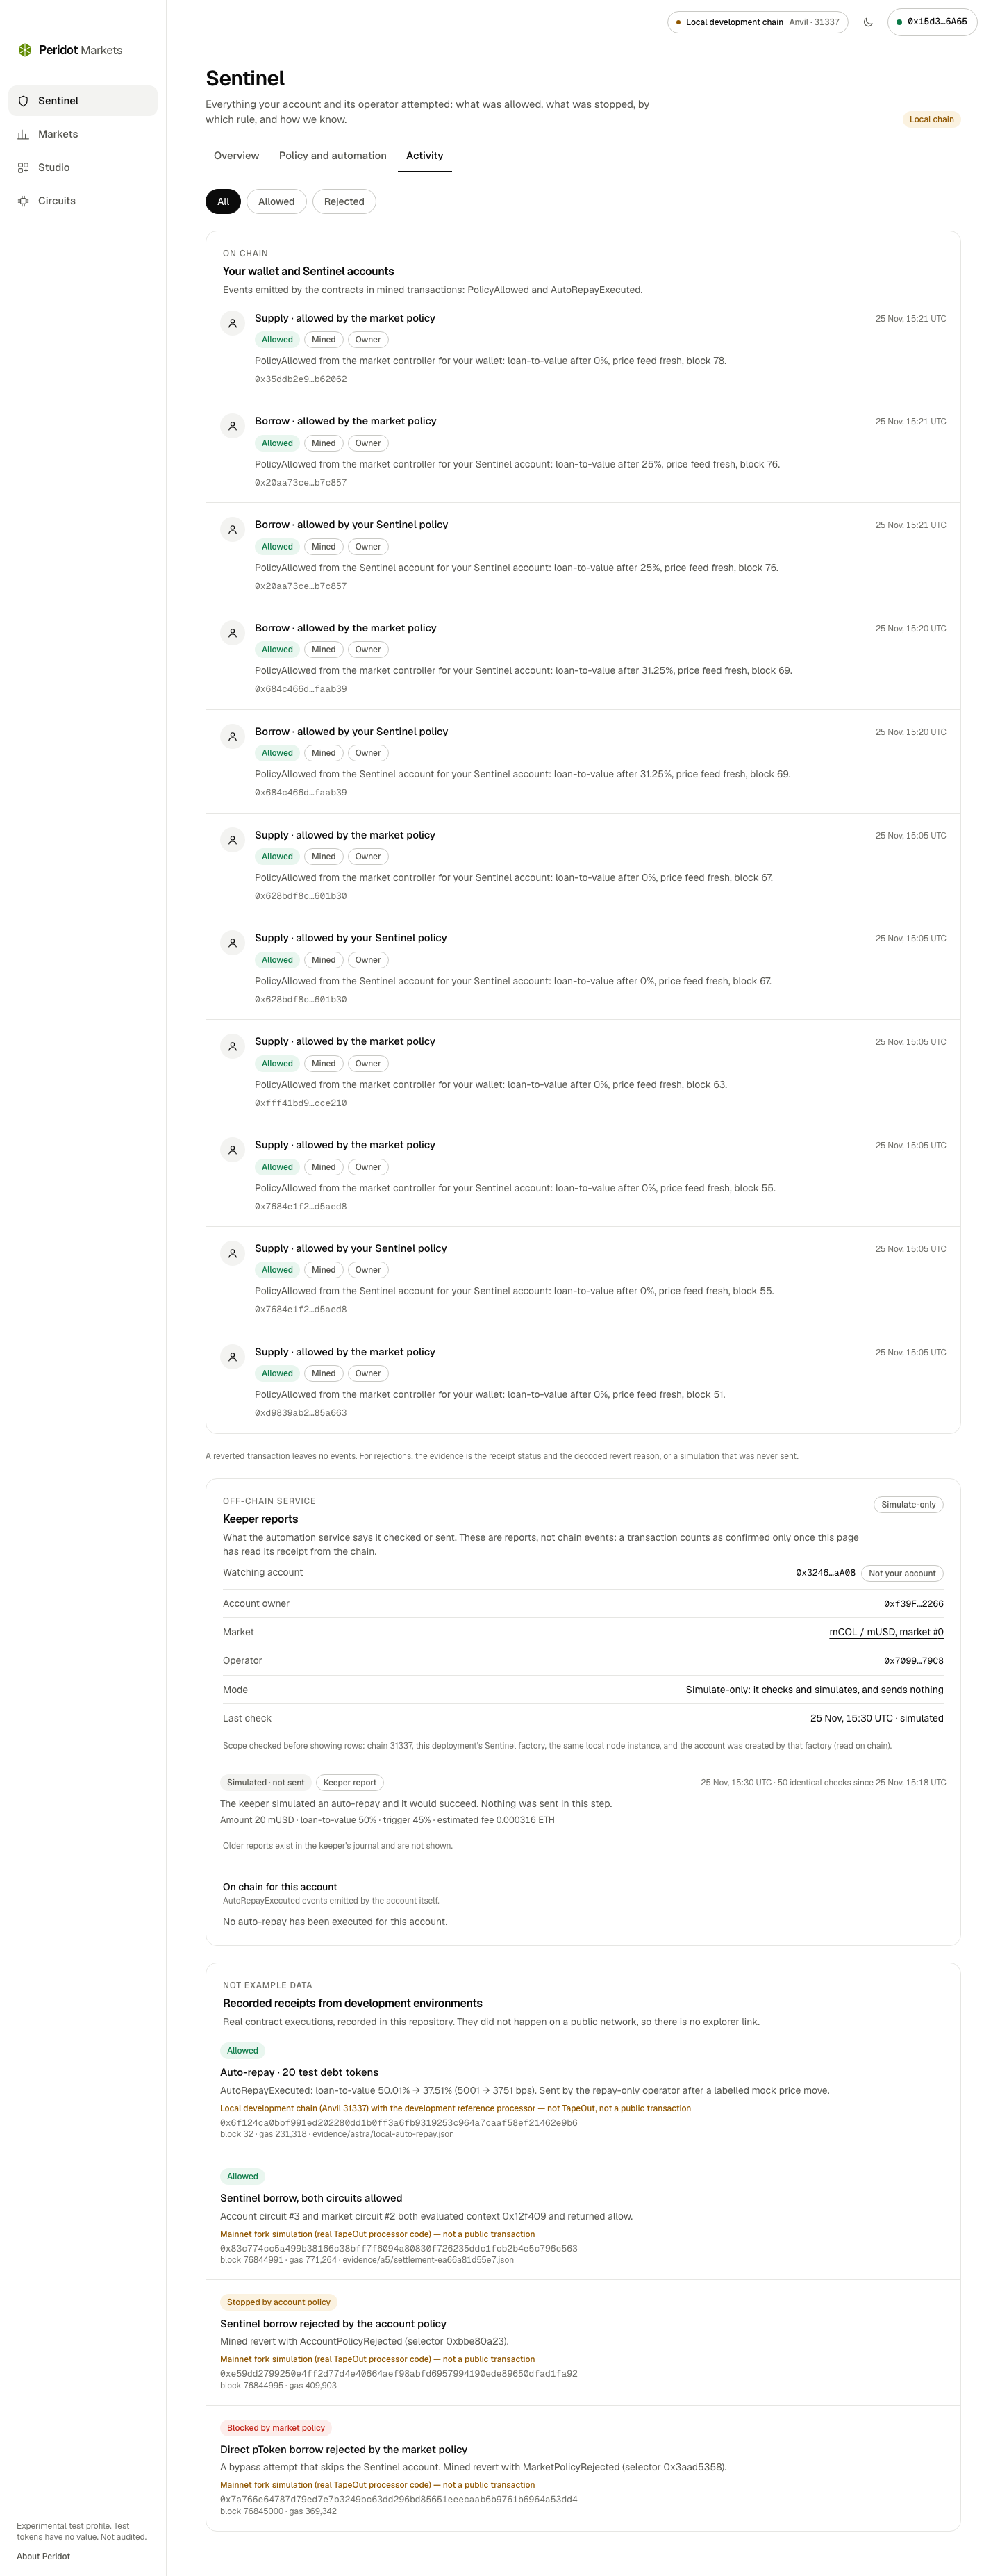 Peridot Markets
Sentinel
Markets
Studio
Circuits
Experimental test profile. Test
tokens have no value. Not audited.
About Peridot
Local development chain Anvil · 31337
0x15d3…6A65
Sentinel
Everything your account and its operator attempted: what was allowed, what was stopped, by
which rule, and how we know.
Local chain
Overview Policy and automation Activity
All Allowed Rejected
ON CHAIN
Your wallet and Sentinel accounts
Events emitted by the contracts in mined transactions: PolicyAllowed and AutoRepayExecuted.
Supply · allowed by the market policy 25 Nov, 15:21 UTC
Allowed Mined Owner
PolicyAllowed from the market controller for your wallet: loan-to-value after 0%, price feed fresh, block 78.
0x35ddb2e9…b62062
Borrow · allowed by the market policy 25 Nov, 15:21 UTC
Allowed Mined Owner
PolicyAllowed from the market controller for your Sentinel account: loan-to-value after 25%, price feed fresh, block 76.
0x20aa73ce…b7c857
Borrow · allowed by your Sentinel policy 25 Nov, 15:21 UTC
Allowed Mined Owner
PolicyAllowed from the Sentinel account for your Sentinel account: loan-to-value after 25%, price feed fresh, block 76.
0x20aa73ce…b7c857
Borrow · allowed by the market policy 25 Nov, 15:20 UTC
Allowed Mined Owner
PolicyAllowed from the market controller for your Sentinel account: loan-to-value after 31.25%, price feed fresh, block 69.
0x684c466d…faab39
Borrow · allowed by your Sentinel policy 25 Nov, 15:20 UTC
Allowed Mined Owner
PolicyAllowed from the Sentinel account for your Sentinel account: loan-to-value after 31.25%, price feed fresh, block 69.
0x684c466d…faab39
Supply · allowed by the market policy 25 Nov, 15:05 UTC
Allowed Mined Owner
PolicyAllowed from the market controller for your Sentinel account: loan-to-value after 0%, price feed fresh, block 67.
0x628bdf8c…601b30
Supply · allowed by your Sentinel policy 25 Nov, 15:05 UTC
Allowed Mined Owner
PolicyAllowed from the Sentinel account for your Sentinel account: loan-to-value after 0%, price feed fresh, block 67.
0x628bdf8c…601b30
Supply · allowed by the market policy 25 Nov, 15:05 UTC
Allowed Mined Owner
PolicyAllowed from the market controller for your wallet: loan-to-value after 0%, price feed fresh, block 63.
0xfff41bd9…cce210
Supply · allowed by the market policy 25 Nov, 15:05 UTC
Allowed Mined Owner
PolicyAllowed from the market controller for your Sentinel account: loan-to-value after 0%, price feed fresh, block 55.
0x7684e1f2…d5aed8
Supply · allowed by your Sentinel policy 25 Nov, 15:05 UTC
Allowed Mined Owner
PolicyAllowed from the Sentinel account for your Sentinel account: loan-to-value after 0%, price feed fresh, block 55.
0x7684e1f2…d5aed8
Supply · allowed by the market policy 25 Nov, 15:05 UTC
Allowed Mined Owner
PolicyAllowed from the market controller for your wallet: loan-to-value after 0%, price feed fresh, block 51.
0xd9839ab2…85a663
A reverted transaction leaves no events. For rejections, the evidence is the receipt status and the decoded revert reason, or a simulation that was never sent.
OFF-CHAIN SERVICE
Simulate-only
Keeper reports
What the automation service says it checked or sent. These are reports, not chain events: a transaction counts as confirmed only once this page
has read its receipt from the chain.
Watching account 0x3246…aA08 Not your account
Account owner 0xf39F…2266
Market mCOL / mUSD, market #0
Operator 0x7099…79C8
Mode Simulate-only: it checks and simulates, and sends nothing
Last check 25 Nov, 15:30 UTC · simulated
Scope checked before showing rows: chain 31337, this deployment's Sentinel factory, the same local node instance, and the account was created by that factory (read on chain).
Simulated · not sent Keeper report 25 Nov, 15:30 UTC · 50 identical checks since 25 Nov, 15:18 UTC
The keeper simulated an auto-repay and it would succeed. Nothing was sent in this step.
Amount 20 mUSD · loan-to-value 50% · trigger 45% · estimated fee 0.000316 ETH
Older reports exist in the keeper's journal and are not shown.
On chain for this account
AutoRepayExecuted events emitted by the account itself.
No auto-repay has been executed for this account.
NOT EXAMPLE DATA
Recorded receipts from development environments
Real contract executions, recorded in this repository. They did not happen on a public network, so there is no explorer link.
Allowed
Auto-repay · 20 test debt tokens
AutoRepayExecuted: loan-to-value 50.01% → 37.51% (5001 → 3751 bps). Sent by the repay-only operator after a labelled mock price move.
Local development chain (Anvil 31337) with the development reference processor — not TapeOut, not a public transaction
0x6f124ca0bbf991ed202280dd1b0ff3a6fb9319253c964a7caaf58ef21462e9b6
block 32 · gas 231,318 · evidence/astra/local-auto-repay.json
Allowed
Sentinel borrow, both circuits allowed
Account circuit #3 and market circuit #2 both evaluated context 0x12f409 and returned allow.
Mainnet fork simulation (real TapeOut processor code) — not a public transaction
0x83c774cc5a499b38166c38bff7f6094a80830f726235ddc1fcb2b4e5c796c563
block 76844991 · gas 771,264 · evidence/a5/settlement-ea66a81d55e7.json
Stopped by account policy
Sentinel borrow rejected by the account policy
Mined revert with AccountPolicyRejected (selector 0xbbe80a23).
Mainnet fork simulation (real TapeOut processor code) — not a public transaction
0xe59dd2799250e4ff2d77d4e40664aef98abfd6957994190ede89650dfad1fa92
block 76844995 · gas 409,903
Blocked by market policy
Direct pToken borrow rejected by the market policy
A bypass attempt that skips the Sentinel account. Mined revert with MarketPolicyRejected (selector 0x3aad5358).
Mainnet fork simulation (real TapeOut processor code) — not a public transaction
0x7a766e64787d79ed7e7b3249bc63dd296bd85651eeecaab6b9761b6964a53dd4
block 76845000 · gas 369,342